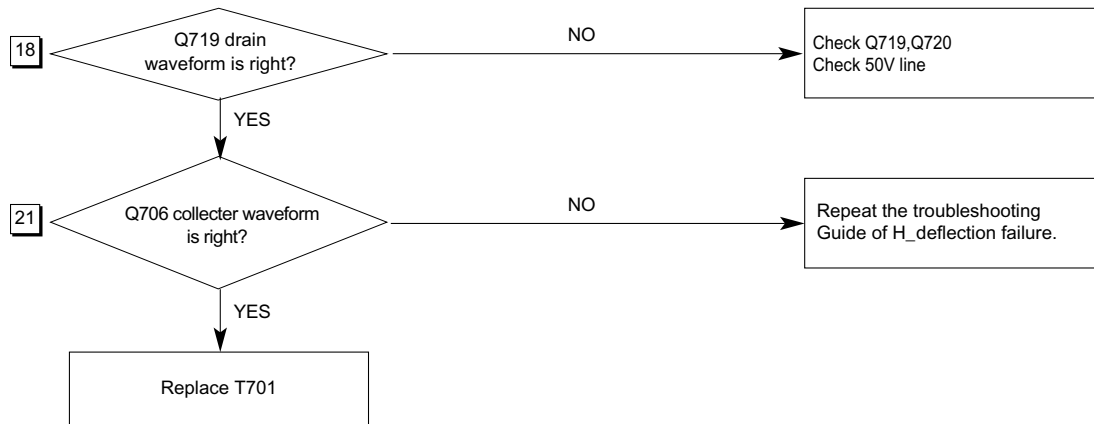 18
Q719 drain
waveform is right?
NO
Check Q719,Q720
Check 50V line
YES
21
Q706 collecter waveform
is right?
NO
Repeat the troubleshooting
Guide of H_deflection failure.
YES
Replace T701